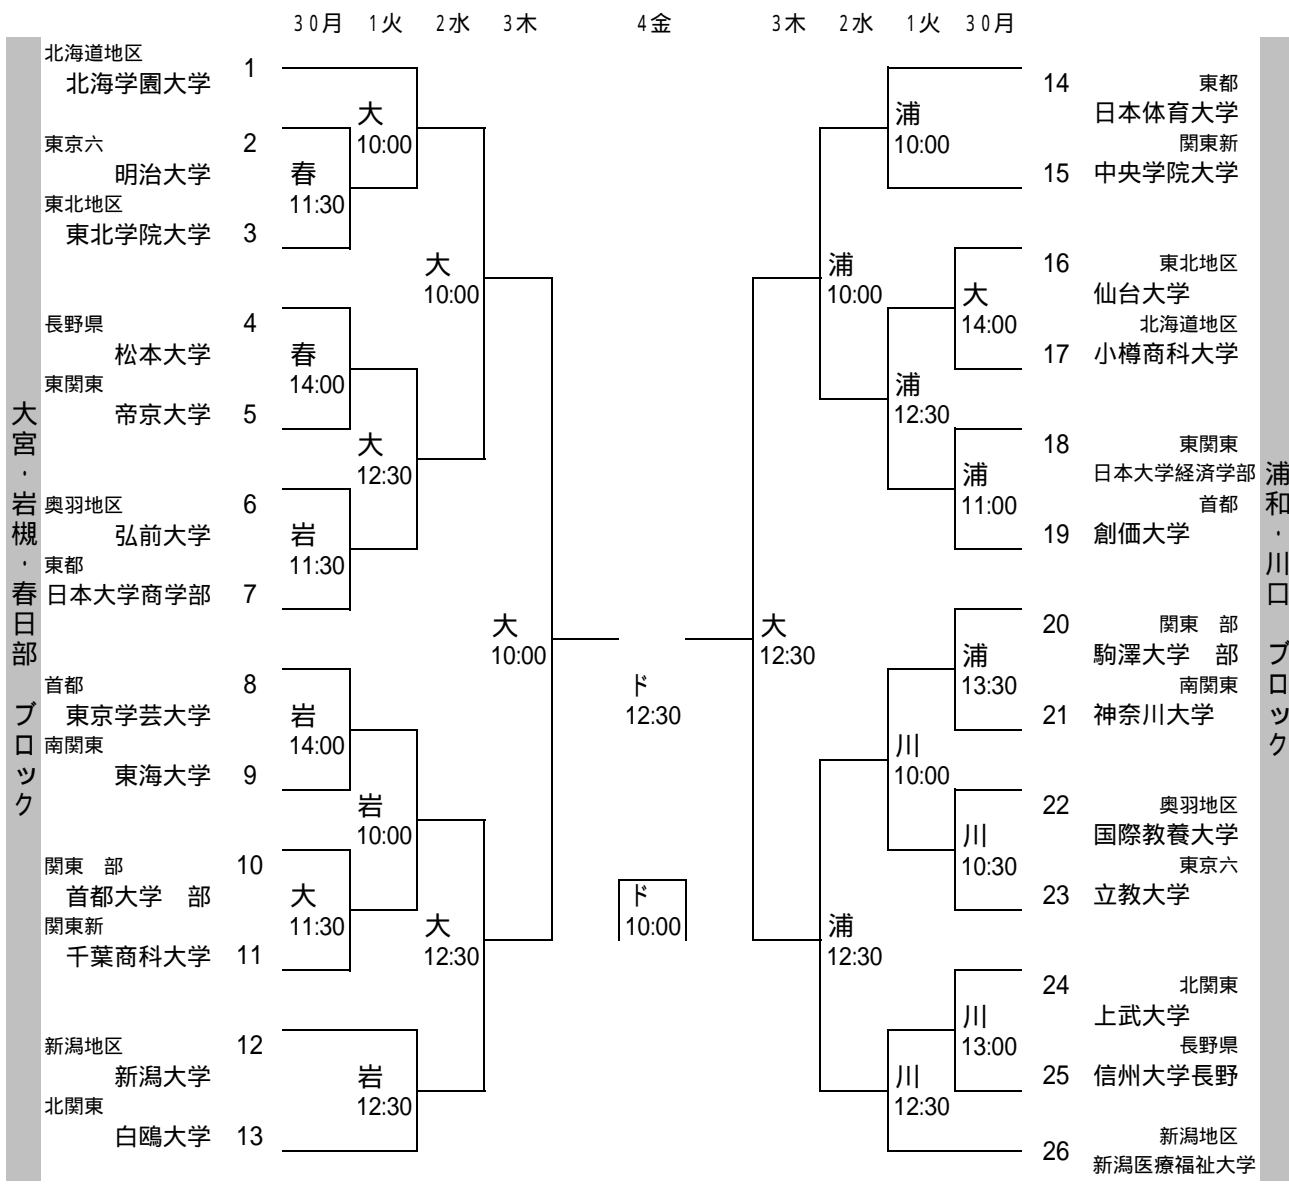 30月 1火 2水 3木 4金 3木 2水 1火 30月
大宮・岩槻・春日部 ブロック
北海道地区
北海学園大学 1
東京六 2
明治大学
東北地区
東北学院大学 3
長野県 4
松本大学
東関東
帝京大学 5
奥羽地区 6
弘前大学
東都
日本大学商学部 7
首都 8
東京学芸大学
南関東
東海大学 9
関東 部 10
首都大学 部
関東新
千葉商科大学 11
新潟地区 12
新潟大学
北関東
白鴎大学 13
春
11:30
春
14:00
岩
11:30
岩
14:00
大
11:30
大
10:00
大
12:30
岩
10:00
岩
12:30
大
10:00
大
12:30
大
10:00
ド
12:30
ド
10:00
大
12:30
浦
10:00
浦
12:30
浦
10:00
浦
12:30
川
10:00
川
12:30
大
14:00
浦
11:00
浦
13:30
川
10:30
川
13:00
14 東都
日本体育大学
関東新
15 中央学院大学
16 東北地区
仙台大学
北海道地区
17 小樽商科大学
18 東関東
日本大学経済学部
首都
19 創価大学
20 関東 部
駒澤大学 部
南関東
21 神奈川大学
22 奥羽地区
国際教養大学
東京六
23 立教大学
24 北関東
上武大学
長野県
25 信州大学長野
新潟地区
26
新潟医療福祉大学
浦和・川口 ブロック